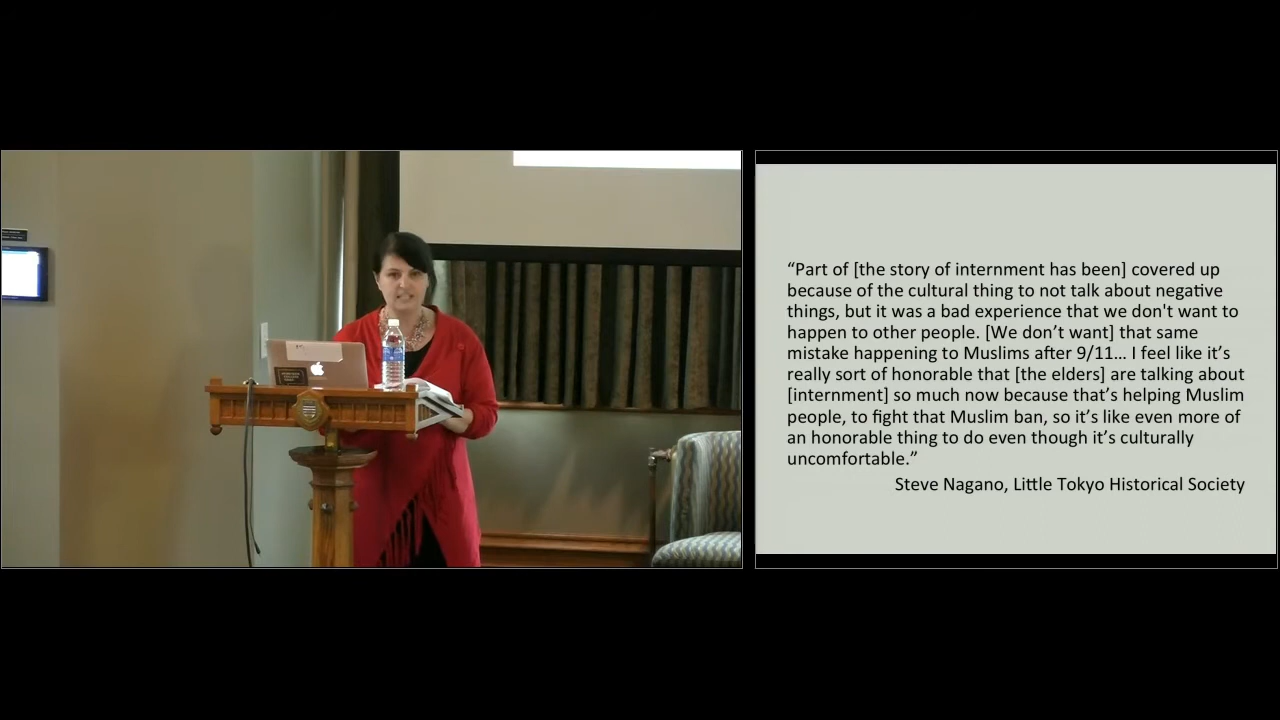 “Part of [the story of internment has been] covered up
because of the cultural thing to not talk about negative
things, but it was a bad experience that we don't want to
happen to other people. [We don’t want] that same
mistake happening to Muslims after 9/11… I feel like it’s
really sort of honorable that [the elders] are talking about
[internment] so much now because that’s helping Muslim
people, to fight that Muslim ban, so it’s like even more of
an honorable thing to do even though it’s culturally
uncomfortable.”
Steve Nagano, Little Tokyo Historical Society